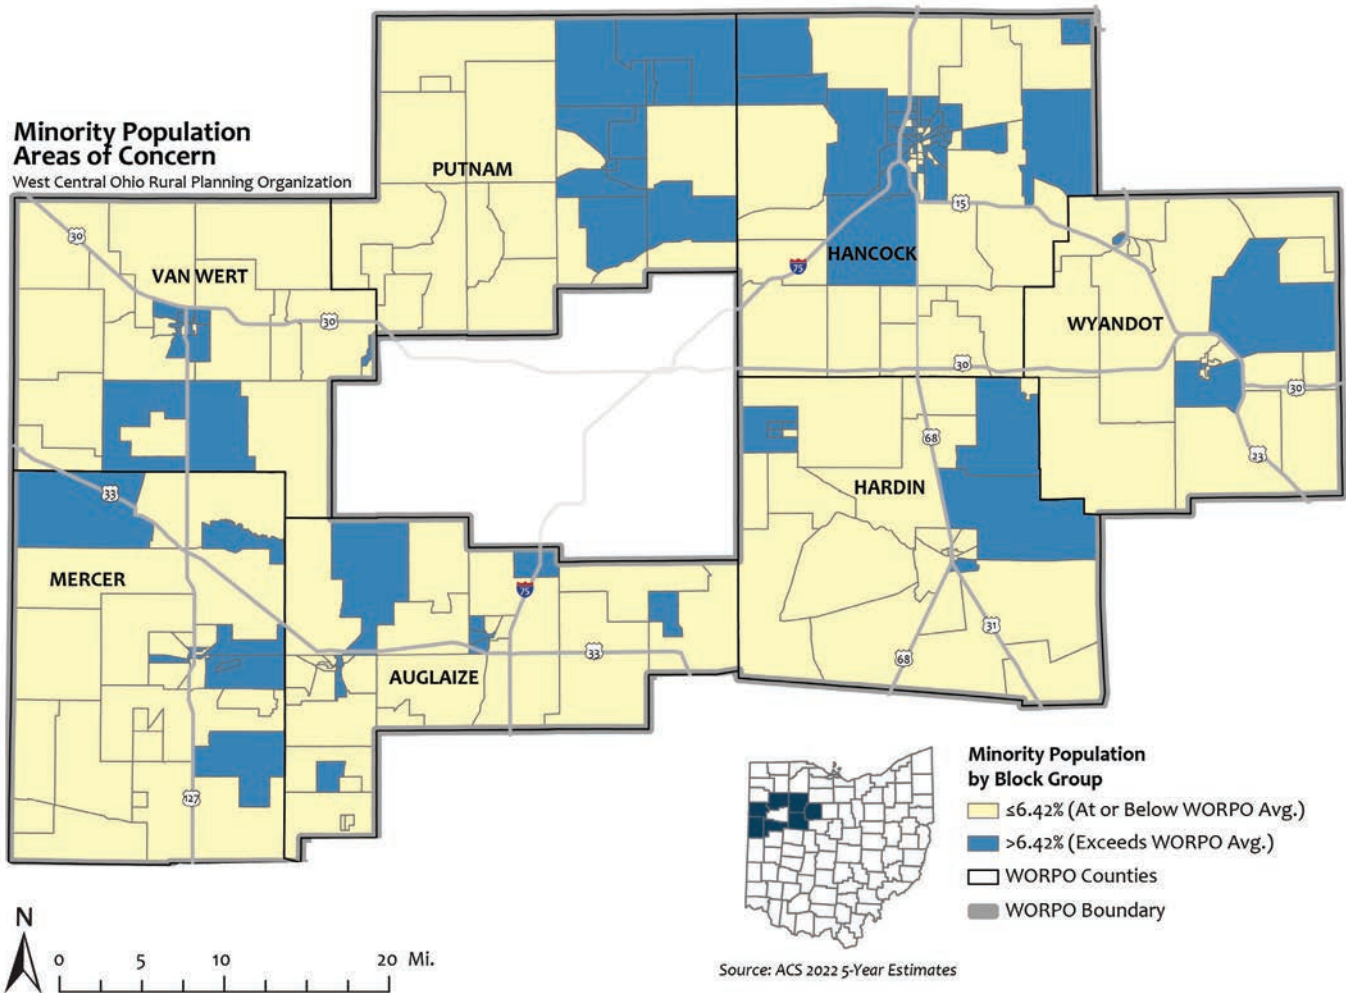 Minority Population
Areas of Concern
West Central Ohio Rural Planning Organization
PUTNAM
30
VAN WERT
15
75
HANCOCK
30
WYANDOT
30
30
68
23
33
HARDIN
MERCER
75
31
33
68
AUGLAIZE
127
Minority Population
by Block Group
≤6.42% (At or Below WORPO Avg.)
>6.42% (Exceeds WORPO Avg.)
WORPO Counties
WORPO Boundary
N
0 5 10 20 Mi.
Source: ACS 2022 5-Year Estimates